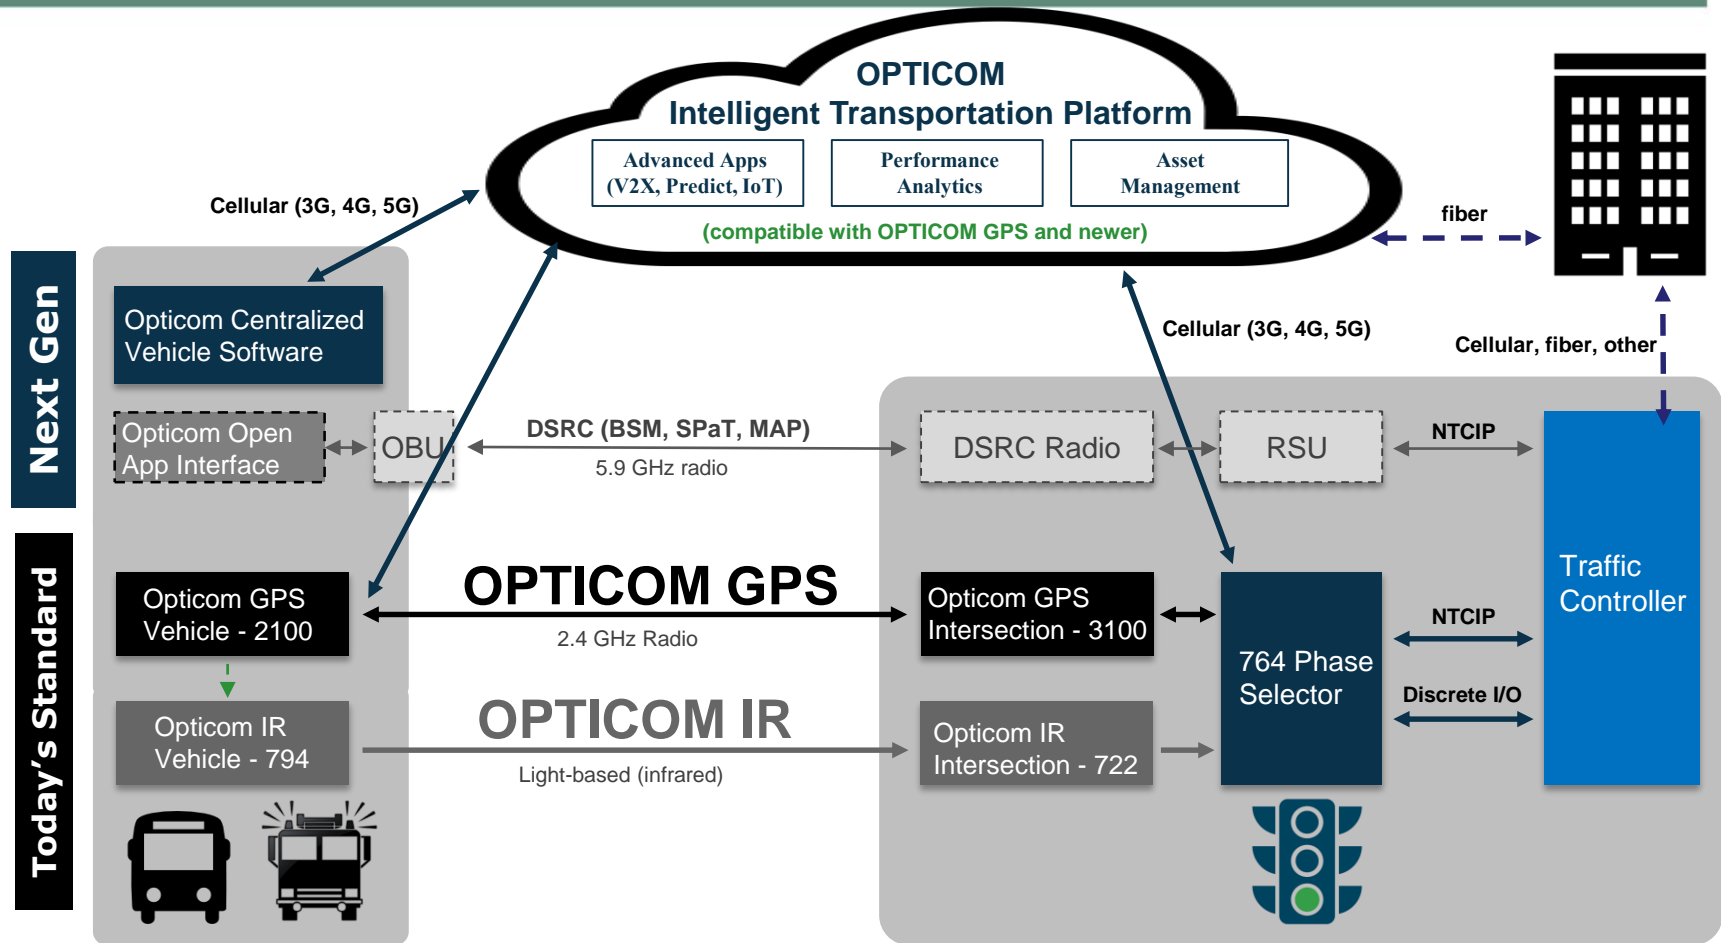 OPTICOM
Intelligent Transportation Platform
Advanced Apps
(V2X, Predict, IoT)
Performance
Analytics
Asset
Management
(compatible with OPTICOM GPS and newer)
Cellular (3G, 4G, 5G)
fiber
Cellular (3G, 4G, 5G)
Cellular, fiber, other
Next Gen
Opticom Centralized
Vehicle Software
Opticom Open
App Interface
OBU
DSRC (BSM, SPaT, MAP)
5.9 GHz radio
DSRC Radio
RSU
NTCIP
Traffic
Controller
Today's Standard
Opticom GPS
Vehicle - 2100
OPTICOM GPS
2.4 GHz Radio
Opticom GPS
Intersection - 3100
764 Phase
Selector
NTCIP
Discrete I/O
Opticom IR
Vehicle - 794
OPTICOM IR
Light-based (infrared)
Opticom IR
Intersection - 722